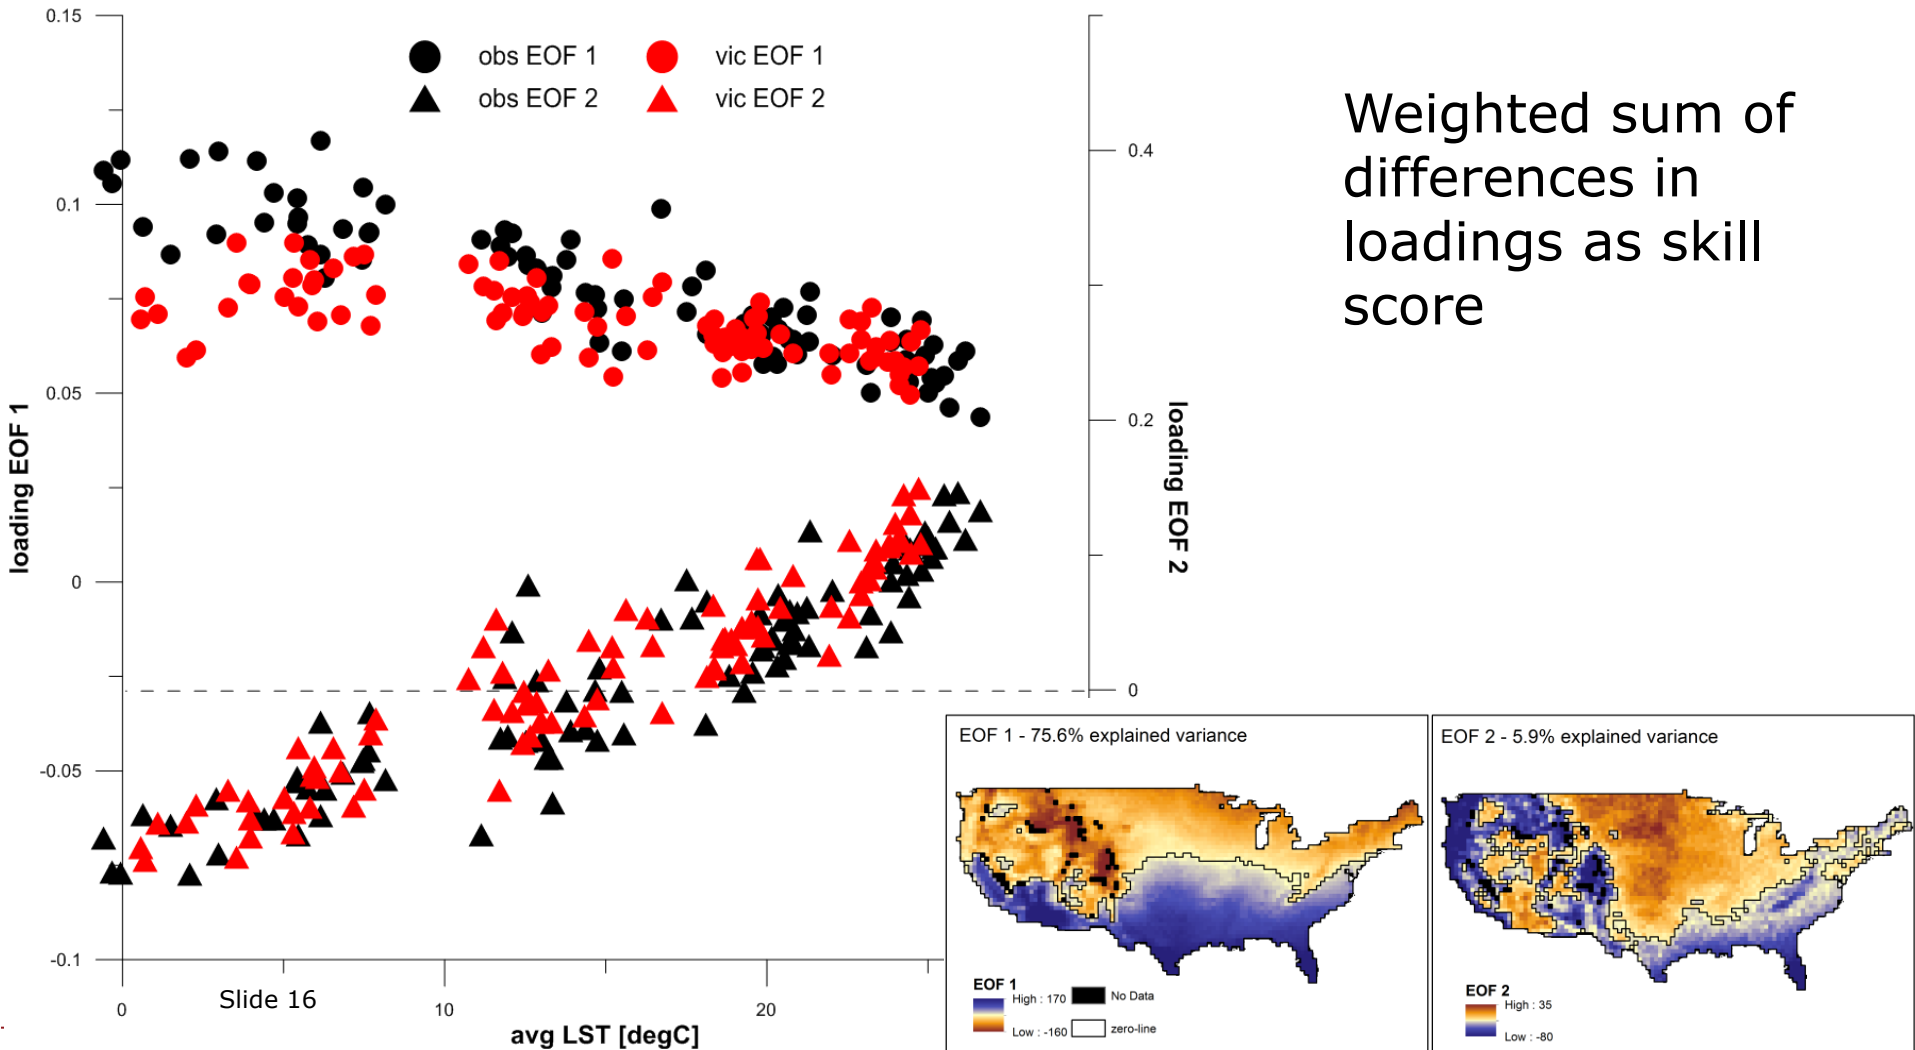 0.15
0.1
0.05
0
-0.05
-0.1
loading EOF 1
obs EOF 1
vic EOF 1
obs EOF 2
vic EOF 2
0.4
0.2
0
loading EOF 2
Weighted sum of
differences in
loadings as skill
score
0
10
20
Slide 16
avg LST [degC]
EOF 1 - 75.6% explained variance
EOF 1
High : 170
Low : -160
No Data
zero-line
EOF 2 - 5.9% explained variance
EOF 2
High : 35
Low : -80